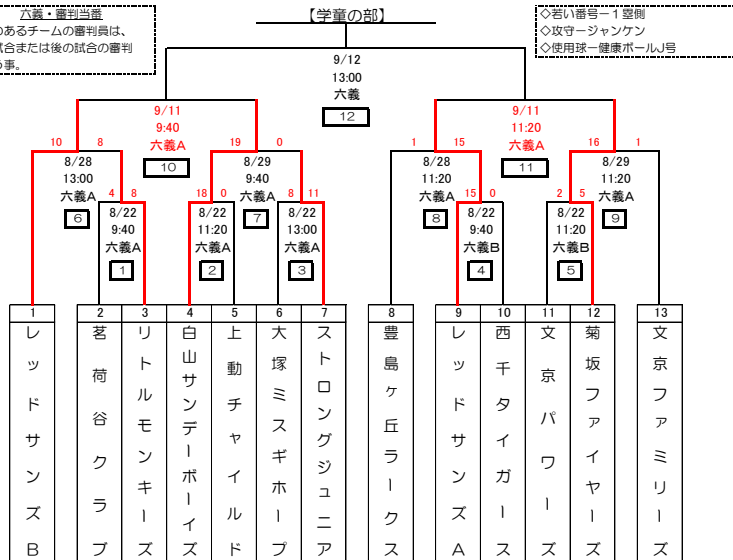 【学童の部】
六義・審判当番
のあるチームの審判員は、
試合または後の試合の審判
う事。
◇若い番号－1塁側
◇攻守－ジャンケン
◇使用球－健康ボールJ号
9/12
13:00
六義
12
9/11
9:40
六義A
10
9/11
11:20
六義A
11
10 8
8/28
13:00
六義A
6
19 0
8/29
9:40
六義A
7
1 15
8/28
11:20
六義A
8
16 1
8/29
11:20
六義A
9
4 8
8/22
9:40
六義A
1
18 0
8/22
11:20
六義A
2
8 11
8/22
13:00
六義A
3
15 0
8/22
9:40
六義B
4
2 5
8/22
11:20
六義B
5
1
レッドサンズB
2
茗荷谷クラブ
3
リトルモンキーズ
4
白山サンデーボーイズ
5
上動チャイルド
6
大塚ミスギホープ
7
ストロングジュニア
8
豊島ヶ丘ラークス
9
レッドサンズA
10
西千タイガース
11
文京パワーズ
12
菊坂ファイヤーズ
13
文京ファミリーズ